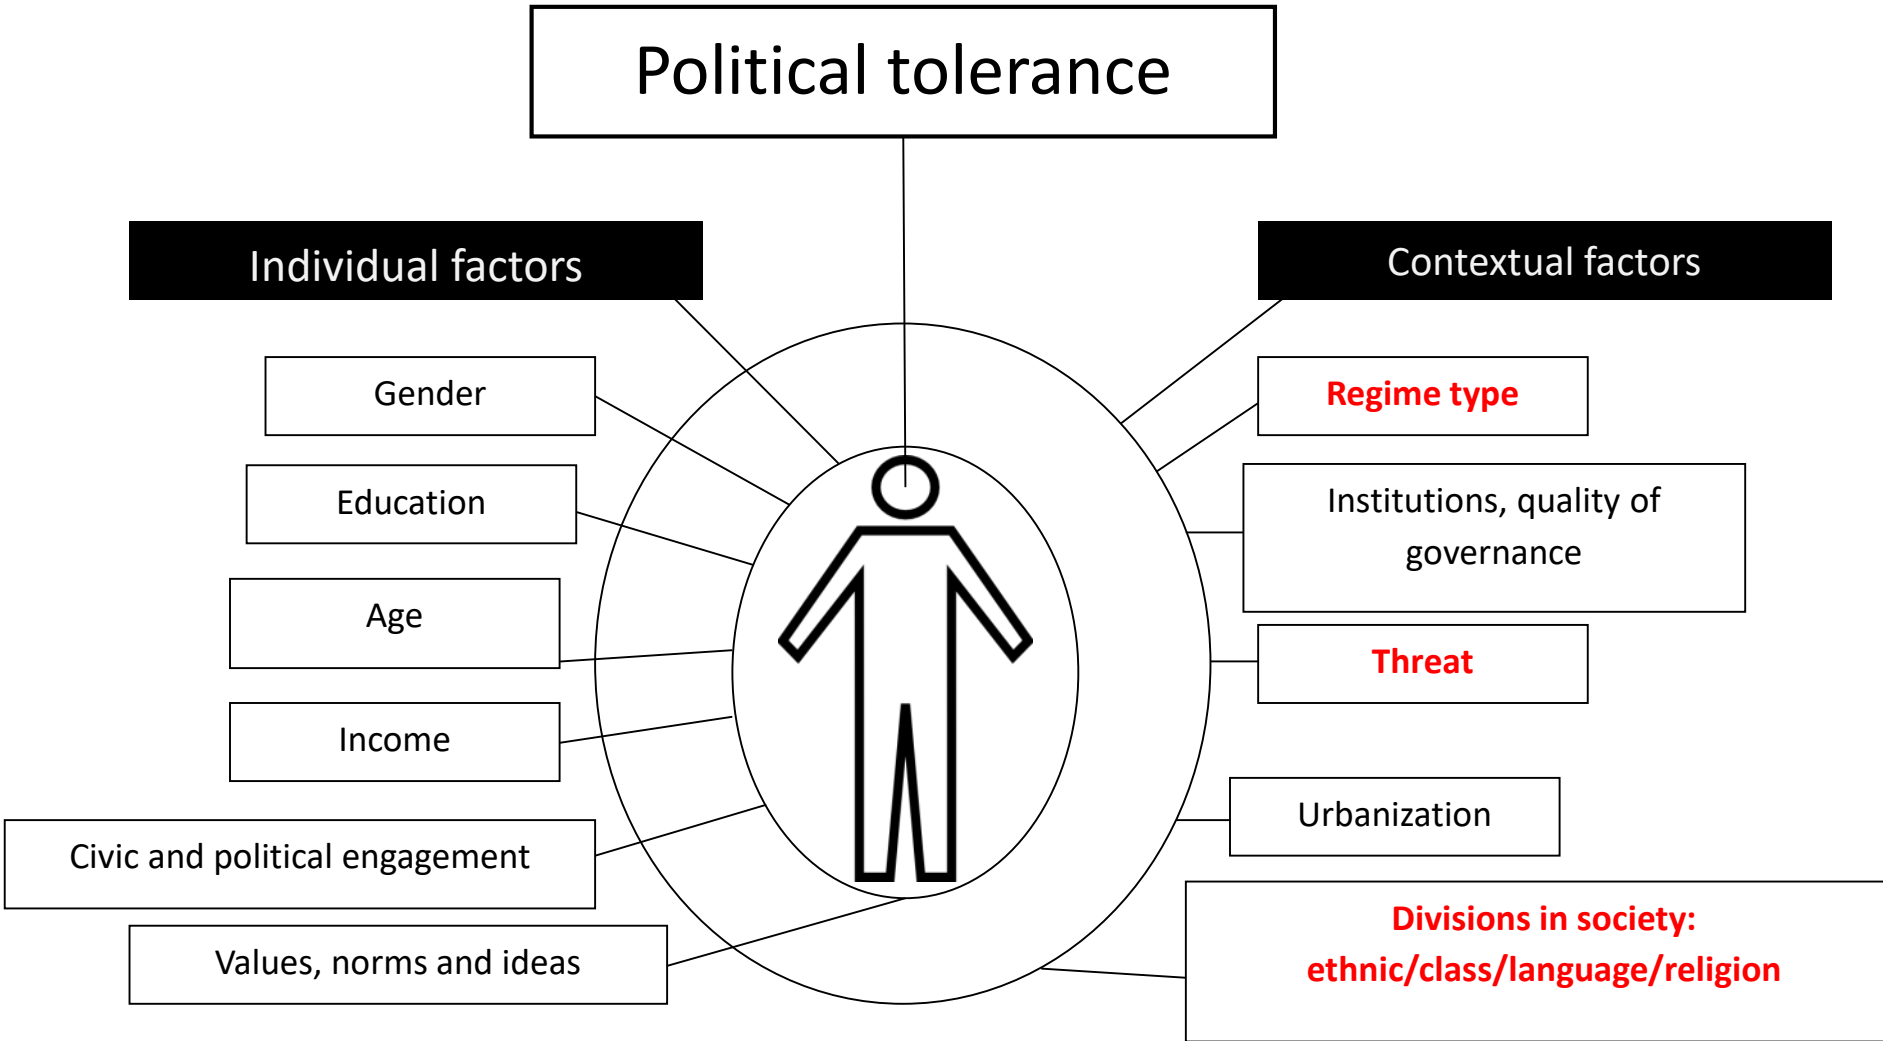 Political tolerance
Individual factors
Contextual factors
Gender
Education
Age
Income
Civic and political engagement
Values, norms and ideas
Regime type
Institutions, quality of
governance
Threat
Urbanization
Divisions in society:
ethnic/class/language/religion